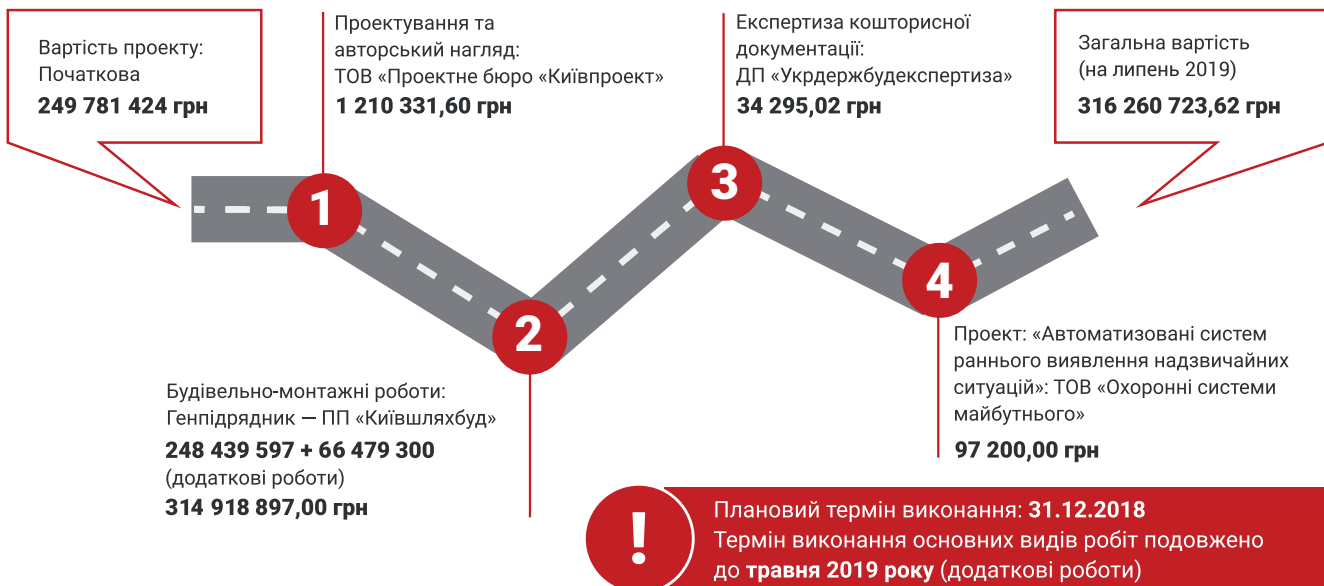 Вартість проекту:
Початкова
249 781 424 грн
Проектування та
авторський нагляд:
ТОВ «Проектне бюро «Київпроект»
1 210 331,60 грн
Експертиза кошторисної
документації:
ДП «Укрдержбудекспертиза»
34 295,02 грн
Загальна вартість
(на липень 2019)
316 260 723,62 грн
1
2
3
4
Будівельно-монтажні роботи:
Генпідрядник — ПП «Київшляхбуд»
248 439 597 + 66 479 300
(додаткові роботи)
314 918 897,00 грн
Проект: «Автоматизовані систем
раннього виявлення надзвичайних
ситуацій»: ТОВ «Охоронні системи
майбутнього»
97 200,00 грн
!
Плановий термін виконання: 31.12.2018
Термін виконання основних видів робіт подовжено
до травня 2019 року (додаткові роботи)